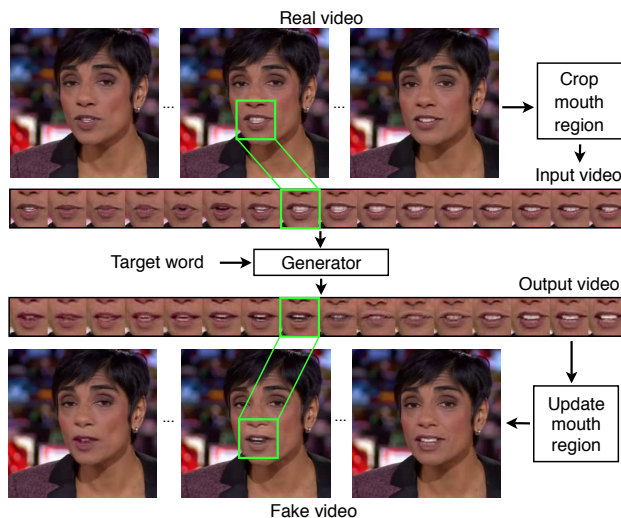 Real video
...
...
Crop
mouth
region
Input video
Target word
Generator
Output video
...
...
Update
mouth
region
Fake video